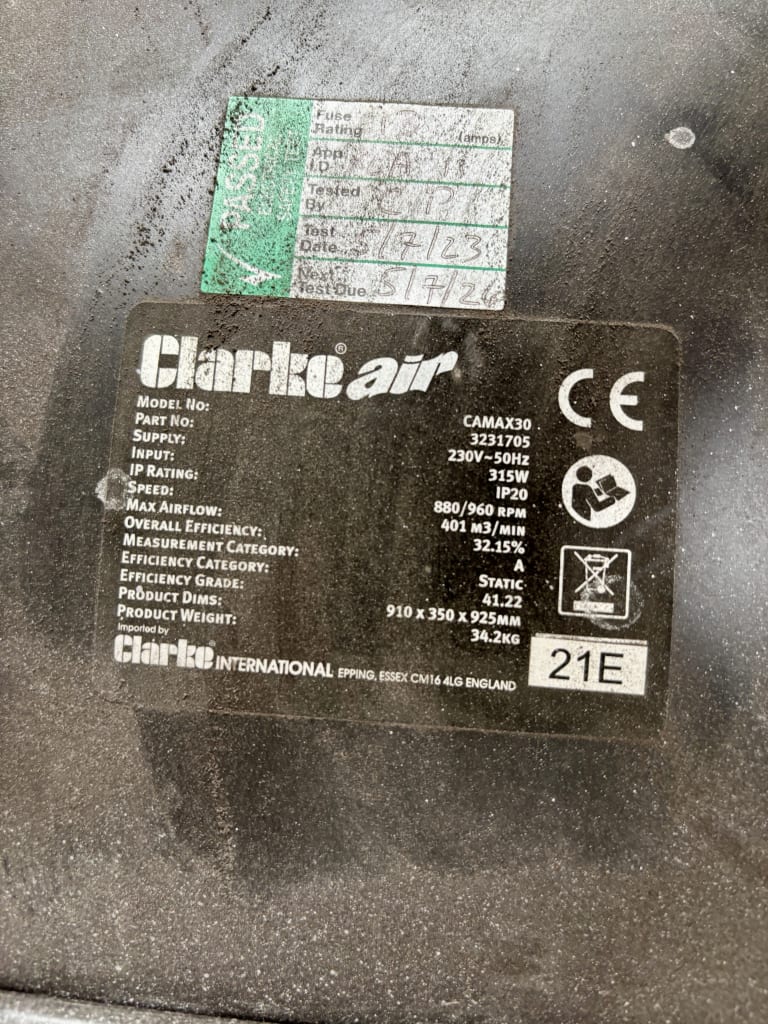 PASSED
Fuse
Rating (amps)
App
I.D
Tested
By
Test
Date /7/23
Next
Test Due 5/7/24
Clarke® air
MODEL NO: CAMAX30
PART NO: 3231705
SUPPLY: 230V~50HZ
INPUT: 315W
IP RATING: IP20
SPEED: 880/960 RPM
MAX AIRFLOW: 401 M3/MIN
OVERALL EFFICIENCY: 32.15%
MEASUREMENT CATEGORY: A
EFFICIENCY CATEGORY: STATIC
EFFICIENCY GRADE: 41.22
PRODUCT DIMS: 910 X 350 X 925MM
PRODUCT WEIGHT: 34.2KG
Imported by
Clarke® INTERNATIONAL EPPING, ESSEX CM16 4LG ENGLAND
CE
21E